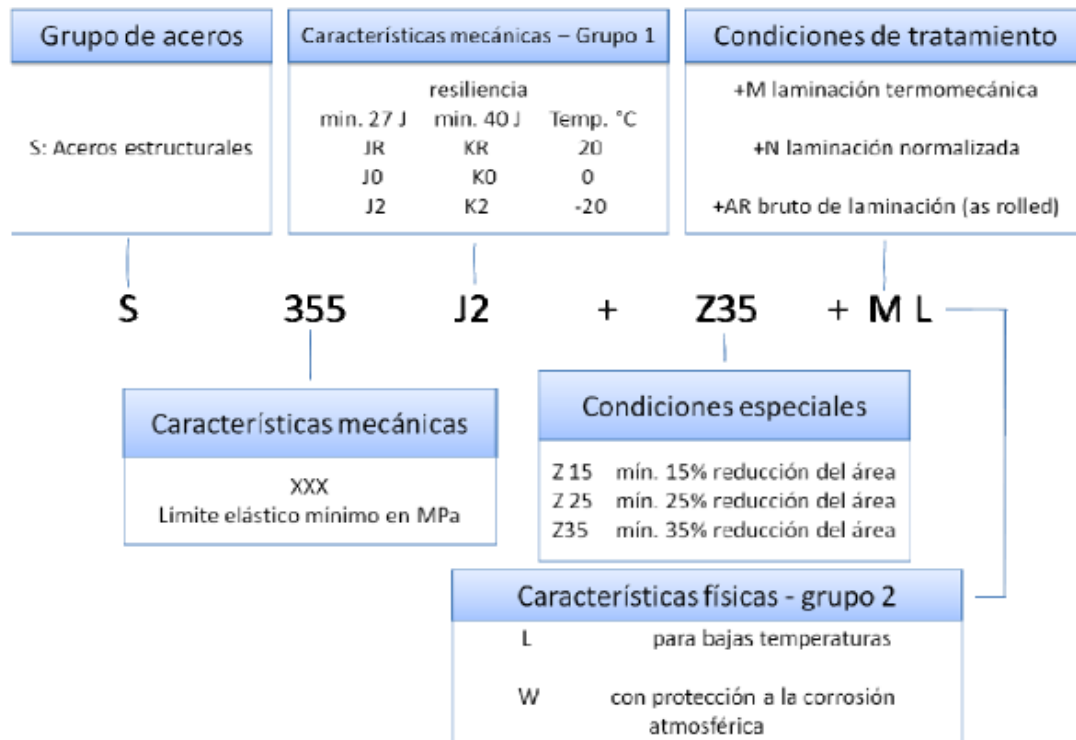 Grupo de aceros
S: Aceros estructurales
Características mecánicas – Grupo 1
resiliencia
min. 27 J min. 40 J Temp. °C
JR KR 20
J0 K0 0
J2 K2 -20
Condiciones de tratamiento
+M laminación termomecánica
+N laminación normalizada
+AR bruto de laminación (as rolled)
S 355 J2 + Z35 + M L
Características mecánicas
XXX
Límite elástico mínimo en MPa
Condiciones especiales
Z 15 mín. 15% reducción del área
Z 25 mín. 25% reducción del área
Z35 mín. 35% reducción del área
Características físicas - grupo 2
L para bajas temperaturas
W con protección a la corrosión
atmosférica